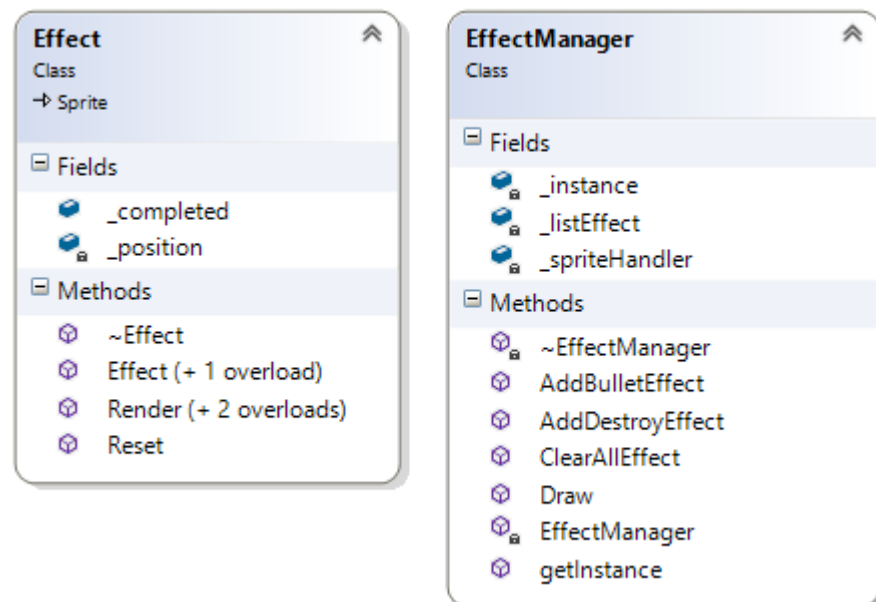 Effect
Class
Sprite
Fields
_completed
_position
Methods
~Effect
Effect (+ 1 overload)
Render (+ 2 overloads)
Reset
EffectManager
Class
Fields
_instance
_listEffect
_spriteHandler
Methods
~EffectManager
AddBulletEffect
AddDestroyEffect
ClearAllEffect
Draw
EffectManager
getInstance